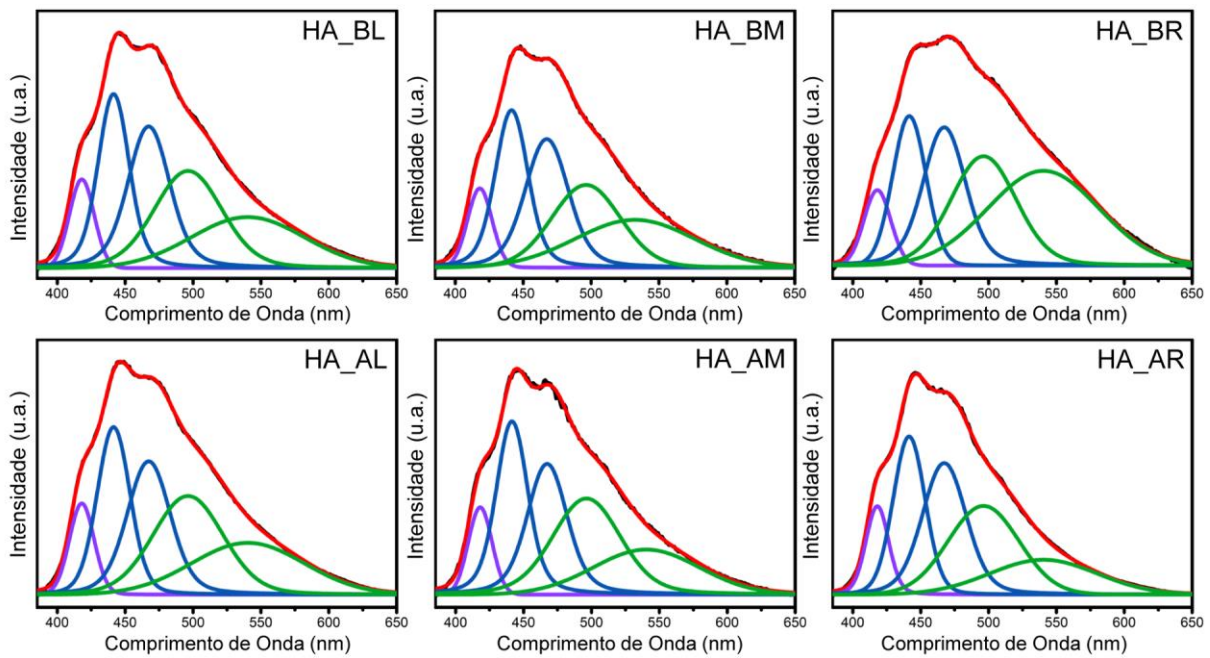 HA_BL
HA_BM
HA_BR
Intensidade (u.a.)
Intensidade (u.a.)
Intensidade (u.a.)
400 450 500 550 600 650
400 450 500 550 600 650
400 450 500 550 600 650
Comprimento de Onda (nm)
Comprimento de Onda (nm)
Comprimento de Onda (nm)
HA_AL
HA_AM
HA_AR
Intensidade (u.a.)
Intensidade (u.a.)
Intensidade (u.a.)
400 450 500 550 600 650
400 450 500 550 600 650
400 450 500 550 600 650
Comprimento de Onda (nm)
Comprimento de Onda (nm)
Comprimento de Onda (nm)